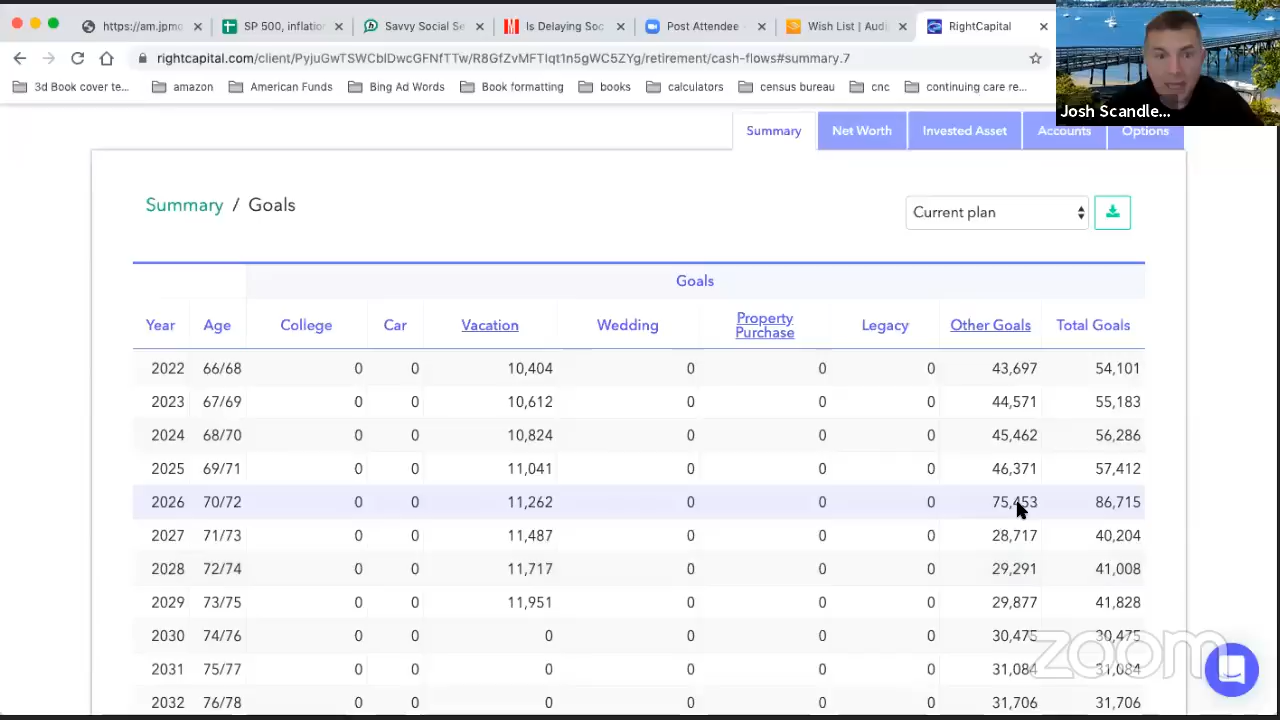 https://am.jpmo
SP 500, inflatior
Savvy Social Se
Is Delaying Soc
Post Attendee
Wish List | Audi
RightCapital
rightcapital.com/client/PyjuGwTSWCbIDwcGFNfTTw/R8GfZvMFTIqt1n5gWC5ZYg/retirement/cash-flows#summary.7
3d Book cover te...
amazon
American Funds
Bing Ad Words
Book formatting
books
calculators
census bureau
cnc
continuing care re...
Josh Scandle...
Summary
Net Worth
Invested Asset
Accounts
Options
Summary / Goals
Current plan
Goals
Year Age College Car Vacation Wedding Property Purchase Legacy Other Goals Total Goals
2022 66/68 0 0 10,404 0 0 0 43,697 54,101
2023 67/69 0 0 10,612 0 0 0 44,571 55,183
2024 68/70 0 0 10,824 0 0 0 45,462 56,286
2025 69/71 0 0 11,041 0 0 0 46,371 57,412
2026 70/72 0 0 11,262 0 0 0 75,453 86,715
2027 71/73 0 0 11,487 0 0 0 28,717 40,204
2028 72/74 0 0 11,717 0 0 0 29,291 41,008
2029 73/75 0 0 11,951 0 0 0 29,877 41,828
2030 74/76 0 0 0 0 0 0 30,475 30,475
2031 75/77 0 0 0 0 0 0 31,084 31,084
2032 76/78 0 0 0 0 0 0 31,706 31,706
zoom